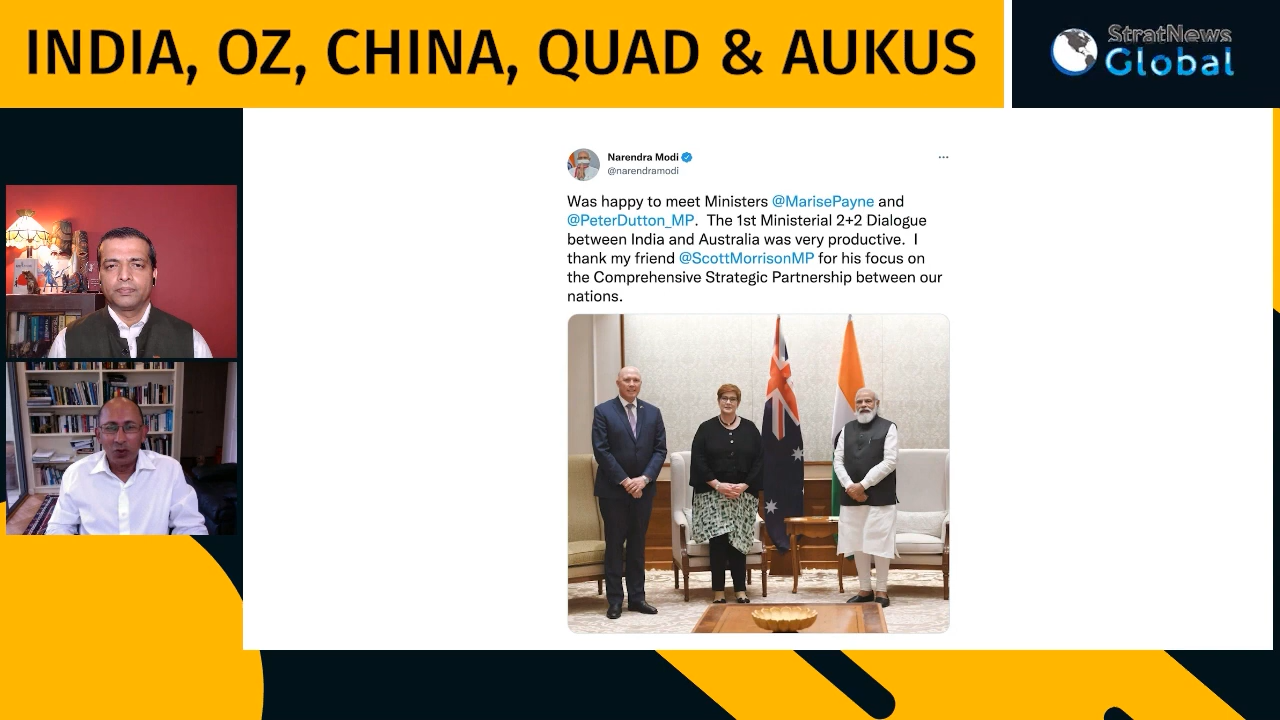 INDIA, OZ, CHINA, QUAD & AUKUS
StratNews
Global
Narendra Modi
@narendramodi
Was happy to meet Ministers @MarisePayne and
@PeterDutton_MP. The 1st Ministerial 2+2 Dialogue
between India and Australia was very productive. I
thank my friend @ScottMorrisonMP for his focus on
the Comprehensive Strategic Partnership between our
nations.